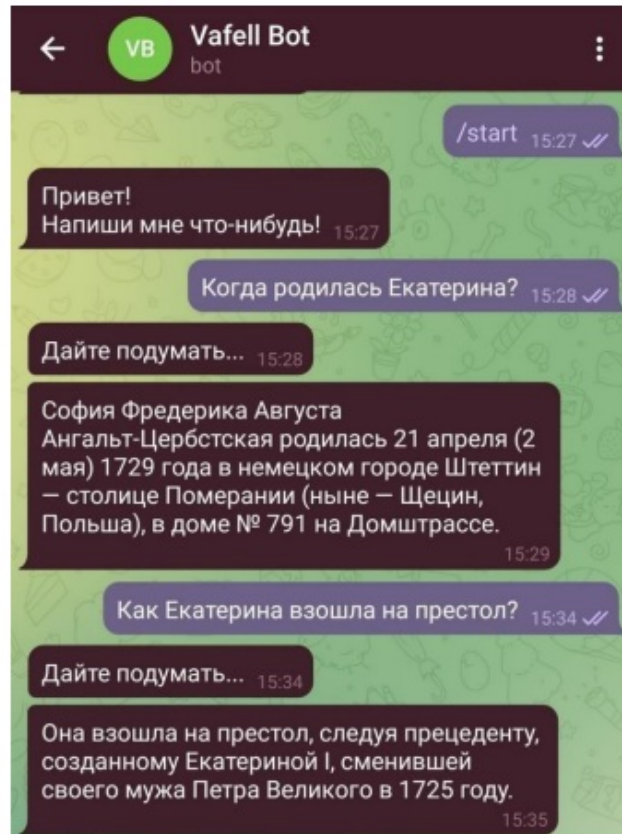 VB
Vafell Bot
bot
/start 15:27
Привет!
Напиши мне что-нибудь! 15:27
Когда родилась Екатерина? 15:28
Дайте подумать... 15:28
София Фредерика Августа
Ангальт-Цербстская родилась 21 апреля (2
мая) 1729 года в немецком городе Штеттин
— столице Померании (ныне — Щецин,
Польша), в доме № 791 на Домштрассе.
15:29
Как Екатерина взошла на престол? 15:34
Дайте подумать... 15:34
Она взошла на престол, следуя прецеденту,
созданному Екатериной I, сменившей
своего мужа Петра Великого в 1725 году.
15:35